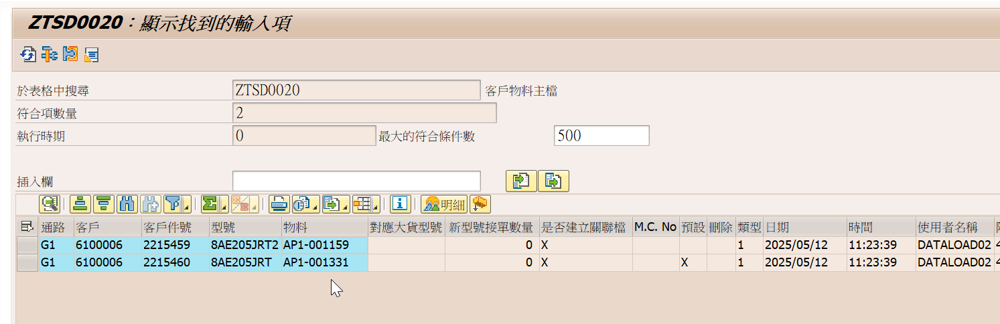 ZTSD0020：顯示找到的輸入項
於表格中搜尋 ZTSD0020 客戶物料主檔
符合項數量 2
執行時期 0 最大的符合條件數 500
插入欄
明細
通路 客戶 客戶件號 型號 物料 對應大貨型號 新型號接單數量 是否建立關聯檔 M.C. No 預設 刪除 類型 日期 時間 使用者名稱
G1 6100006 2215459 8AE205JRT2 AP1-001159 0 X 1 2025/05/12 11:23:39 DATALOAD02
G1 6100006 2215460 8AE205JRT AP1-001331 0 X X 1 2025/05/12 11:23:39 DATALOAD02